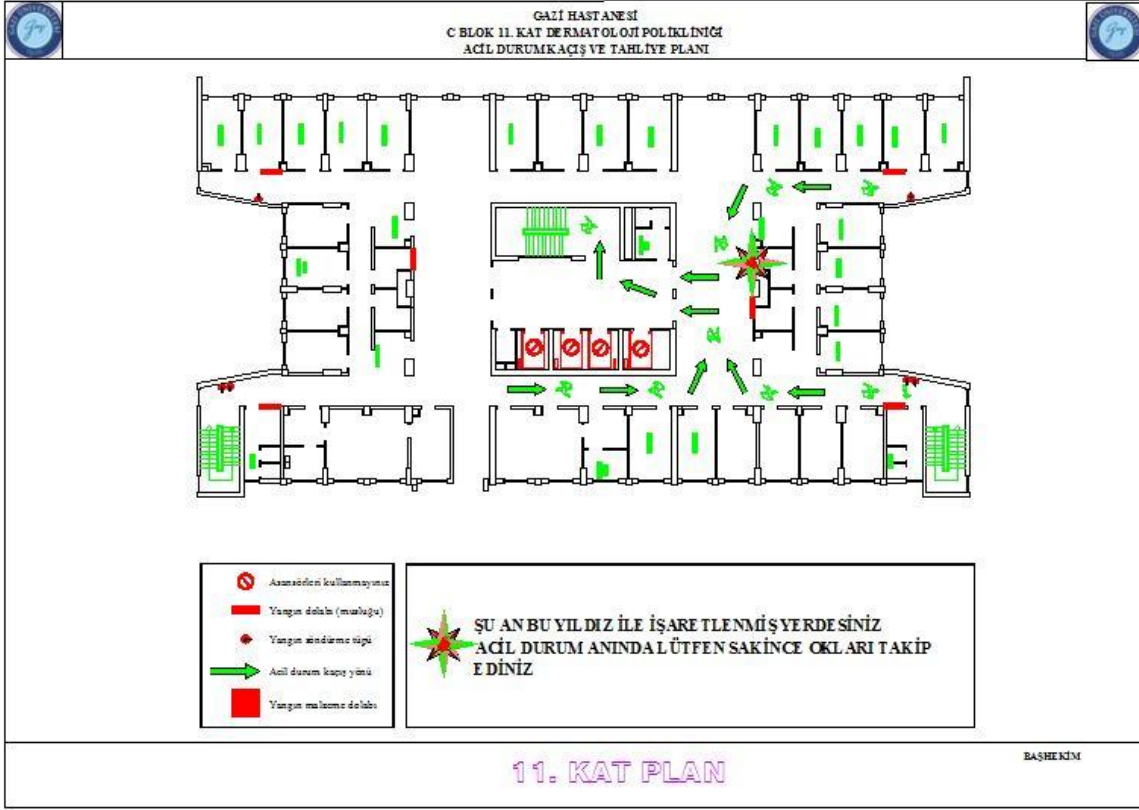 GAZİ HASTANESİ
C BLOK 11. KAT DERMATOLOJİ POLİKLİNİĞİ
ACİL DURUM KAÇIŞ VE TAHLİYE PLANI
Asansörleri kullanmayınız
Yangın dolabı (musluğu)
Yangın söndürme tüpü
Acil durum kaçış yönü
Yangın malzeme dolabı
ŞU AN BU YILDIZ İLE İŞARETLENMİŞ YERDESİNİZ
ACİL DURUM ANINDA LÜTFEN SAKİNCE OKLARI TAKİP
EDİNİZ
11. KAT PLAN
BAŞHEKİM